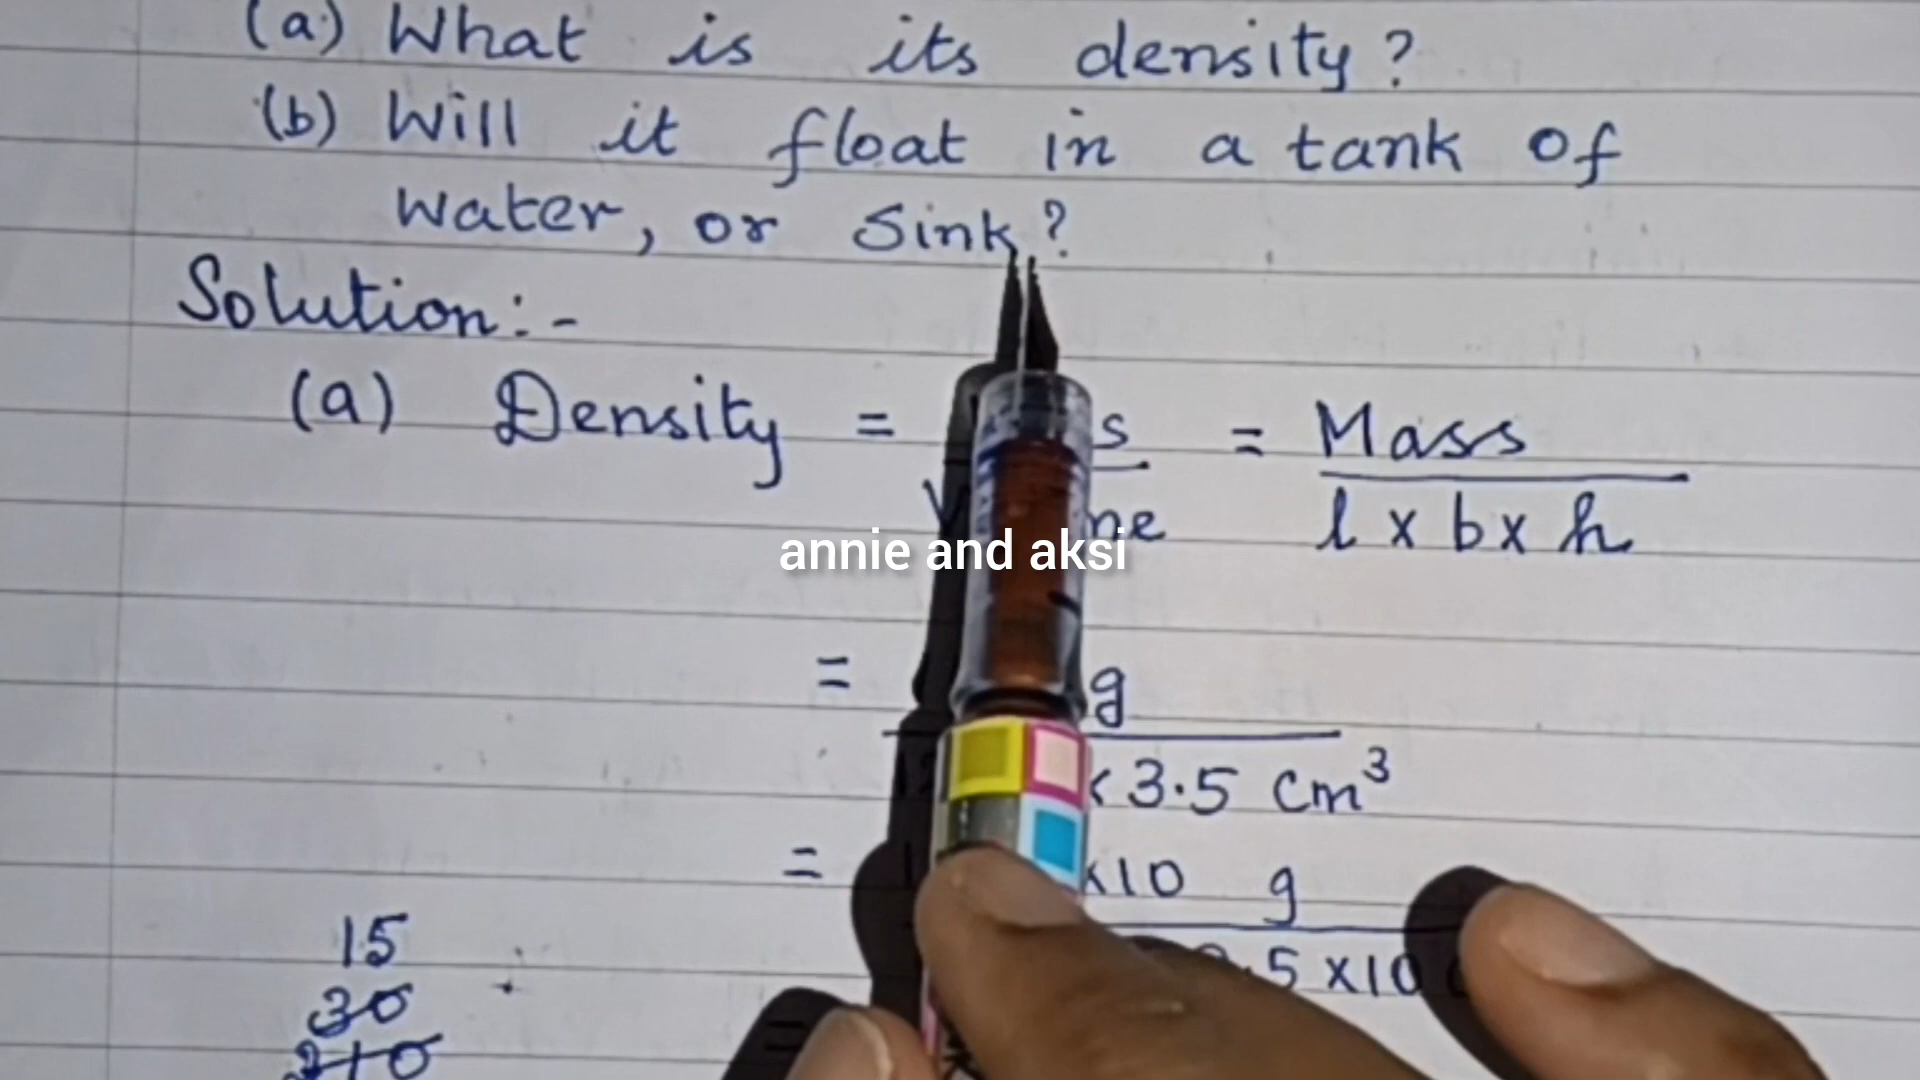 (a) What is its density?
(b) Will it float in a tank of
water, or Sink?
Solution:-
(a) Density = = Mass
l x b x h
annie and aksi
= g
x 3.5 cm³
= x10 g
.5 x10
15
30
210